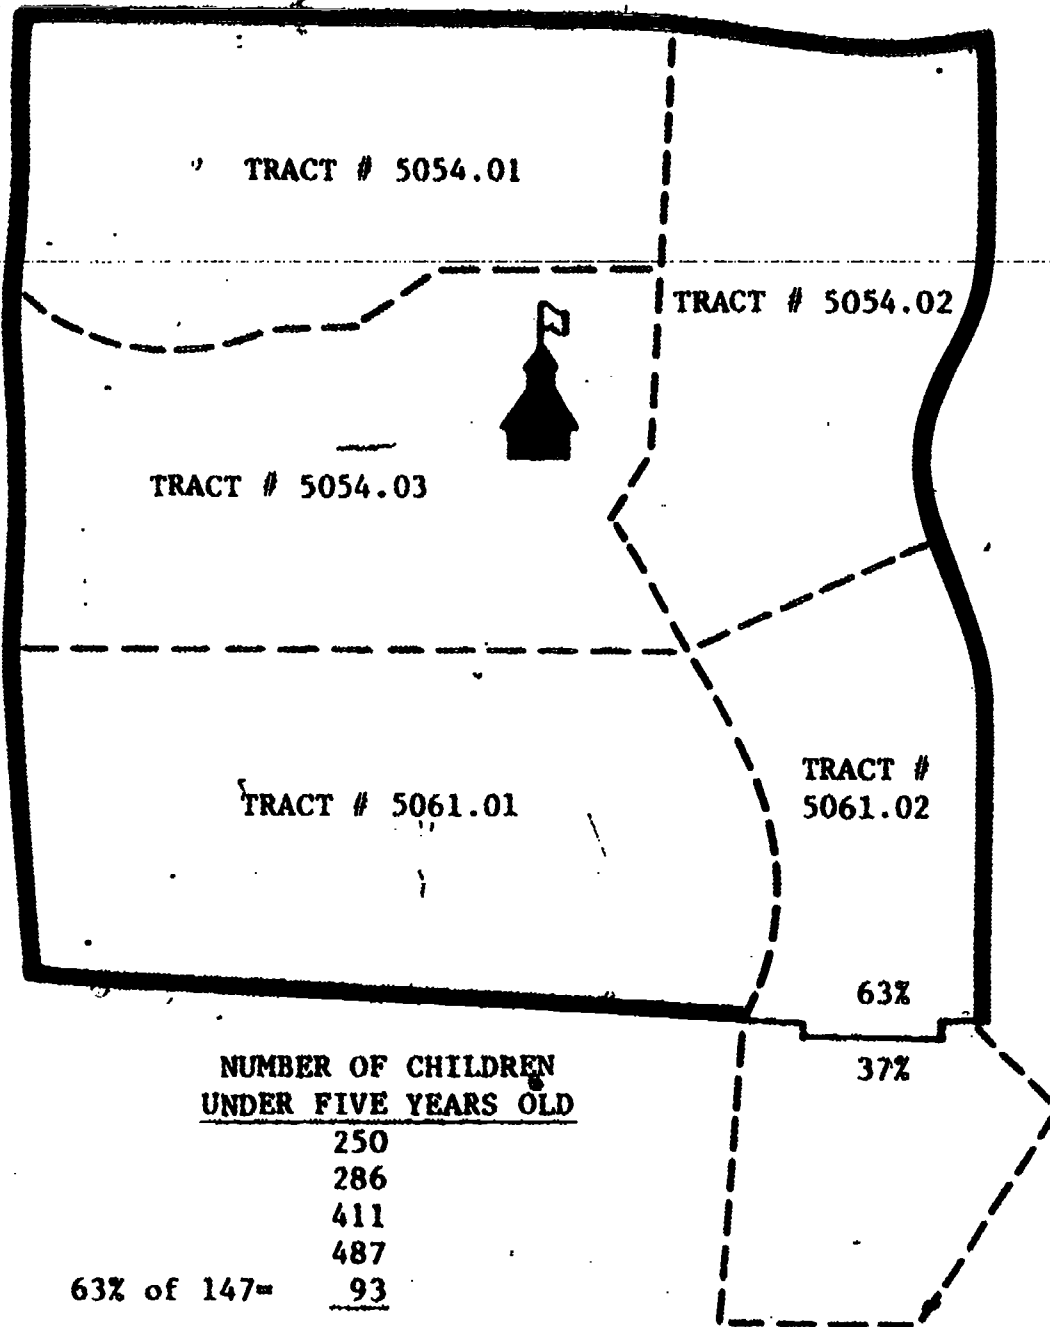 TRACT # 5054.01
TRACT # 5054.02
TRACT # 5054.03
TRACT # 5061.01
TRACT #
5061.02
63%
37%
NUMBER OF CHILDREN
UNDER FIVE YEARS OLD
250
286
411
487
63% of 147= 93